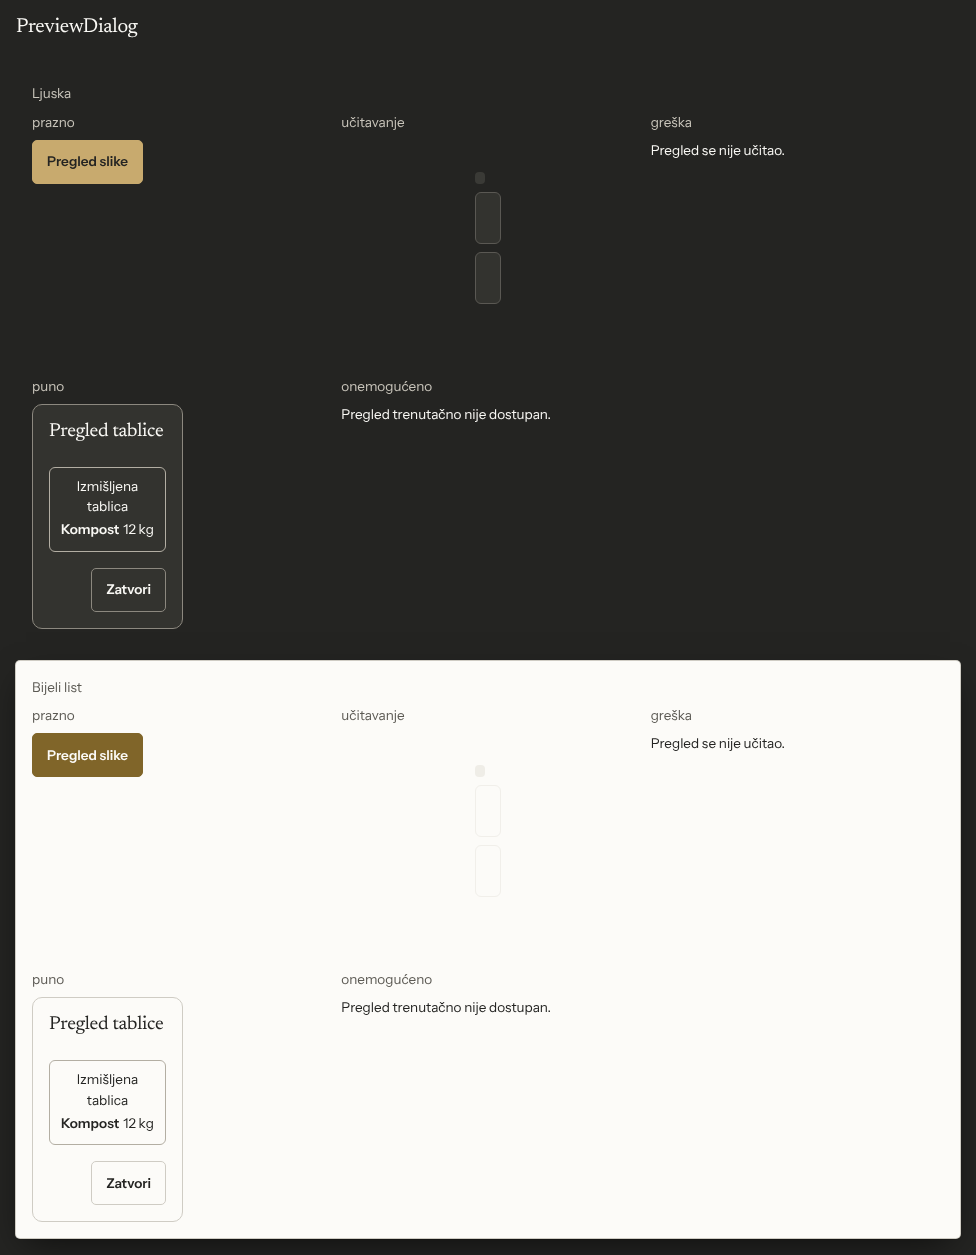 PreviewDialog
Ljuska
prazno
učitavanje
greška
Pregled slike
Pregled se nije učitao.
puno
onemogućeno
Pregled tablice
Pregled trenutačno nije dostupan.
Izmišljena
tablica
Kompost 12 kg
Zatvori
Bijeli list
prazno
učitavanje
greška
Pregled slike
Pregled se nije učitao.
puno
onemogućeno
Pregled tablice
Pregled trenutačno nije dostupan.
Izmišljena
tablica
Kompost 12 kg
Zatvori